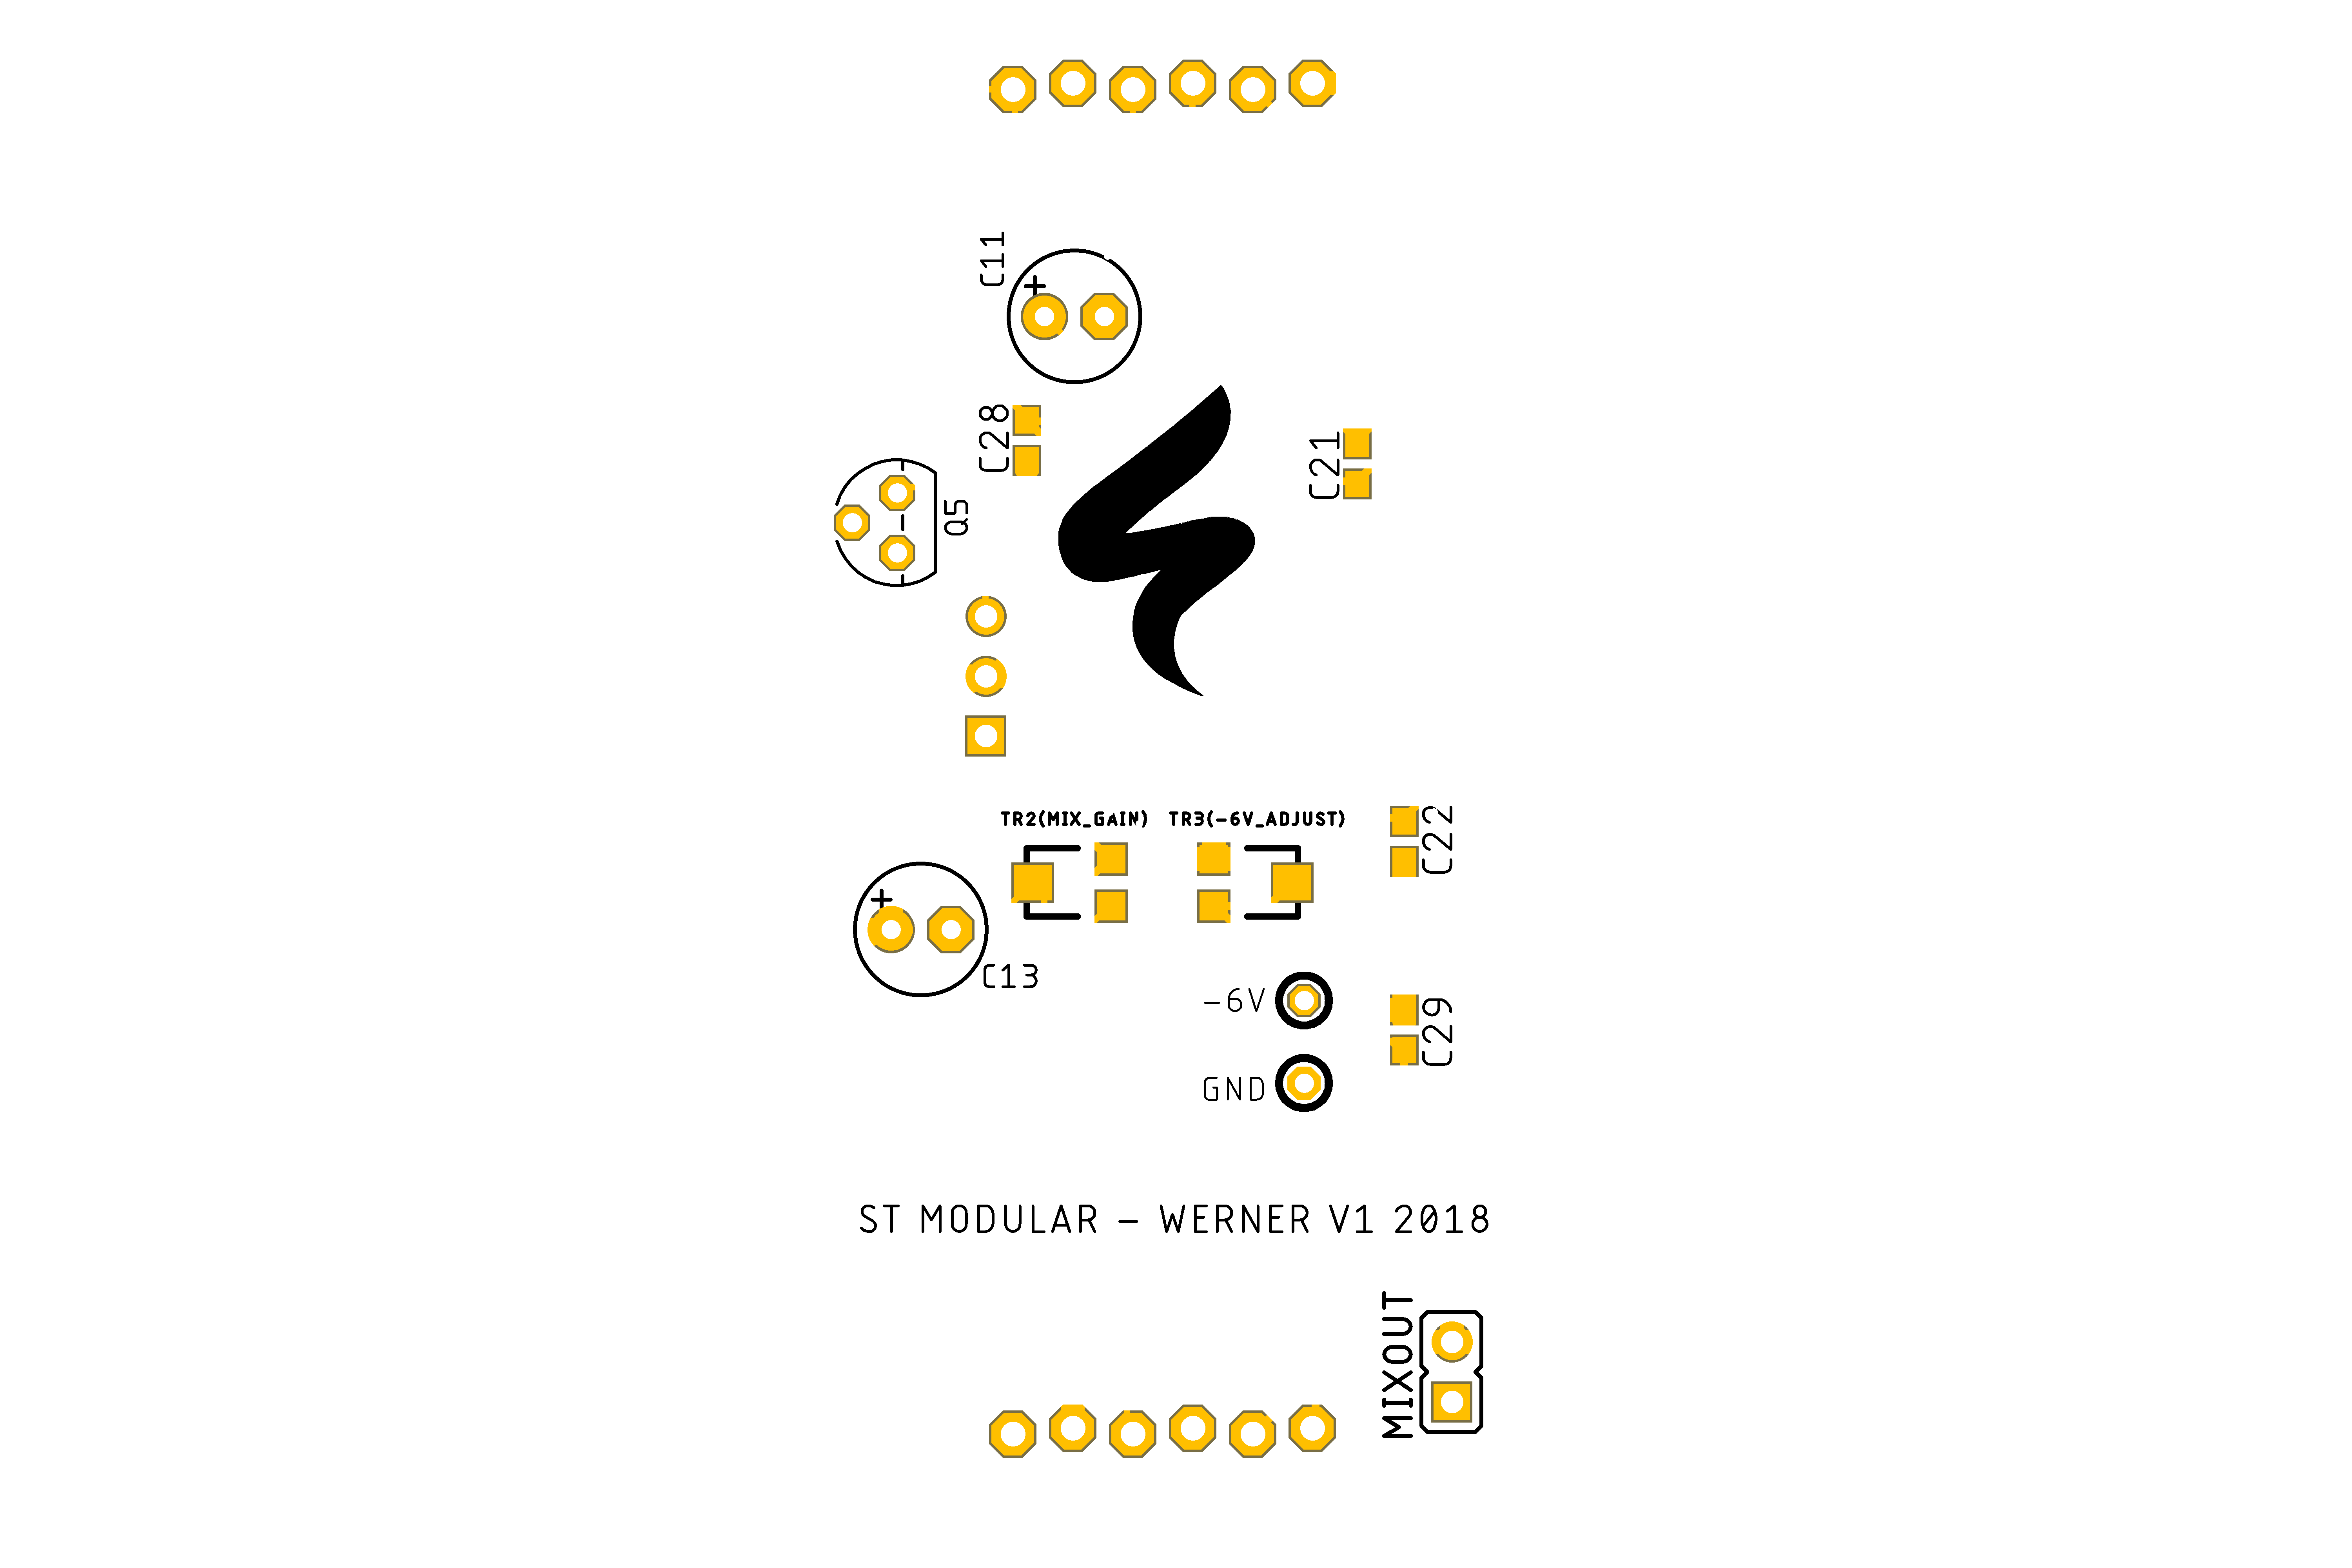 C11
+
C28
C21
Q5
TR2(MIX_GAIN) TR3(-6V_ADJUST)
C22
+
C13
-6V
C29
GND
ST MODULAR - WERNER V1 2018
MIXOUT